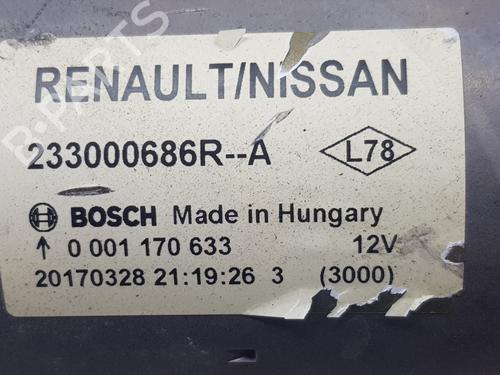 RENAULT/NISSAN
233000686R--A
L78
BOSCH Made in Hungary
↑ 0 001 170 633 12V
20170328 21:19:26 3 (3000)
B-PARTS